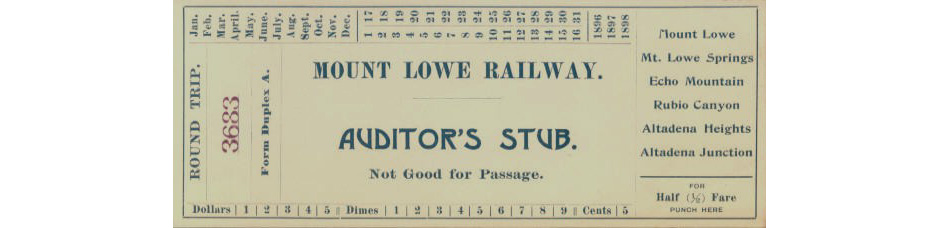 Jan. Feb. Mar. April. May. June. July. Aug. Sept. Oct. Nov. Dec.
1 17
2 18
3 19
4 20
5 21
6 22
7 23
8 24
9 25
10 26
11 27
12 28
13 29
14 30
15 31
16
1896 1897 1898
ROUND TRIP.
3683
Form Duplex A.
MOUNT LOWE RAILWAY.
AUDITOR'S STUB.
Not Good for Passage.
Dollars | 1 | 2 | 3 | 4 | 5 || Dimes | 1 | 2 | 3 | 4 | 5 | 6 | 7 | 8 | 9 || Cents | 5
Mount Lowe
Mt. Lowe Springs
Echo Mountain
Rubio Canyon
Altadena Heights
Altadena Junction
FOR
Half (½) Fare
PUNCH HERE